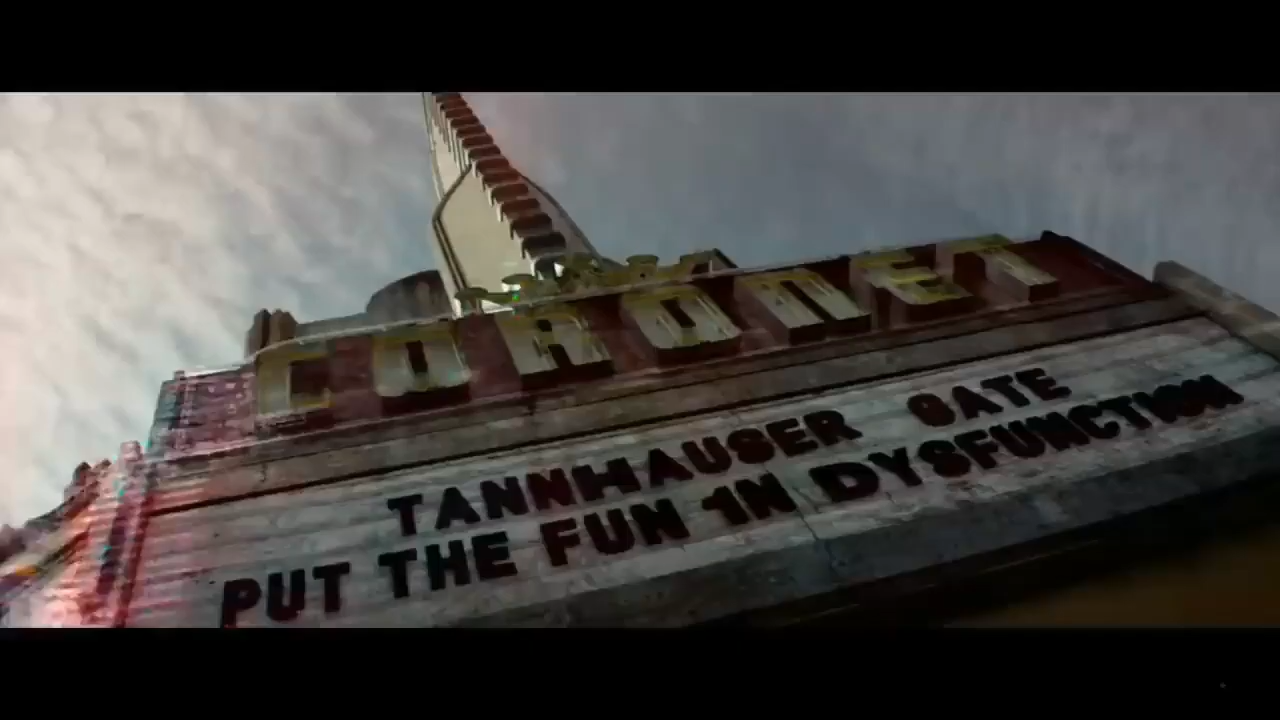 CORONET
TANNHAUSER GATE
PUT THE FUN 1N DYSFUNCTION